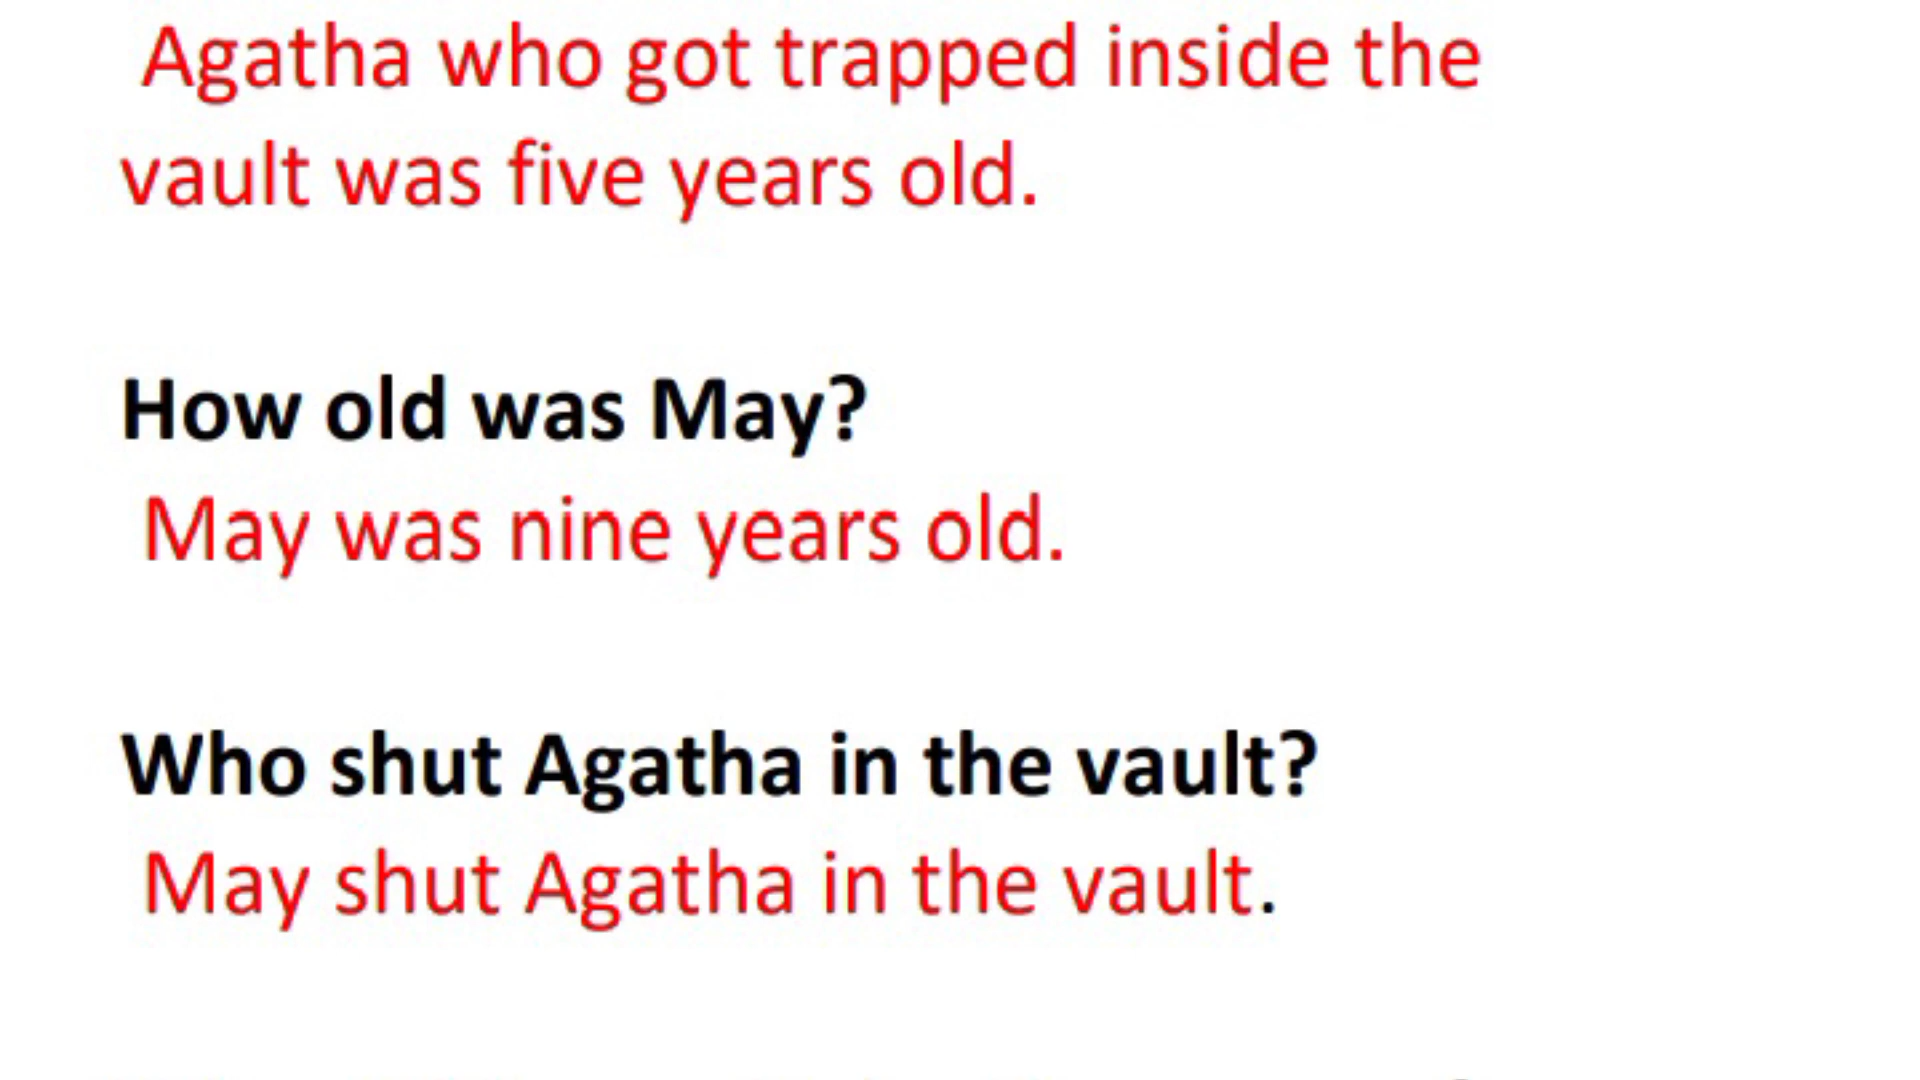 Agatha who got trapped inside the
vault was five years old.
How old was May?
May was nine years old.
Who shut Agatha in the vault?
May shut Agatha in the vault.